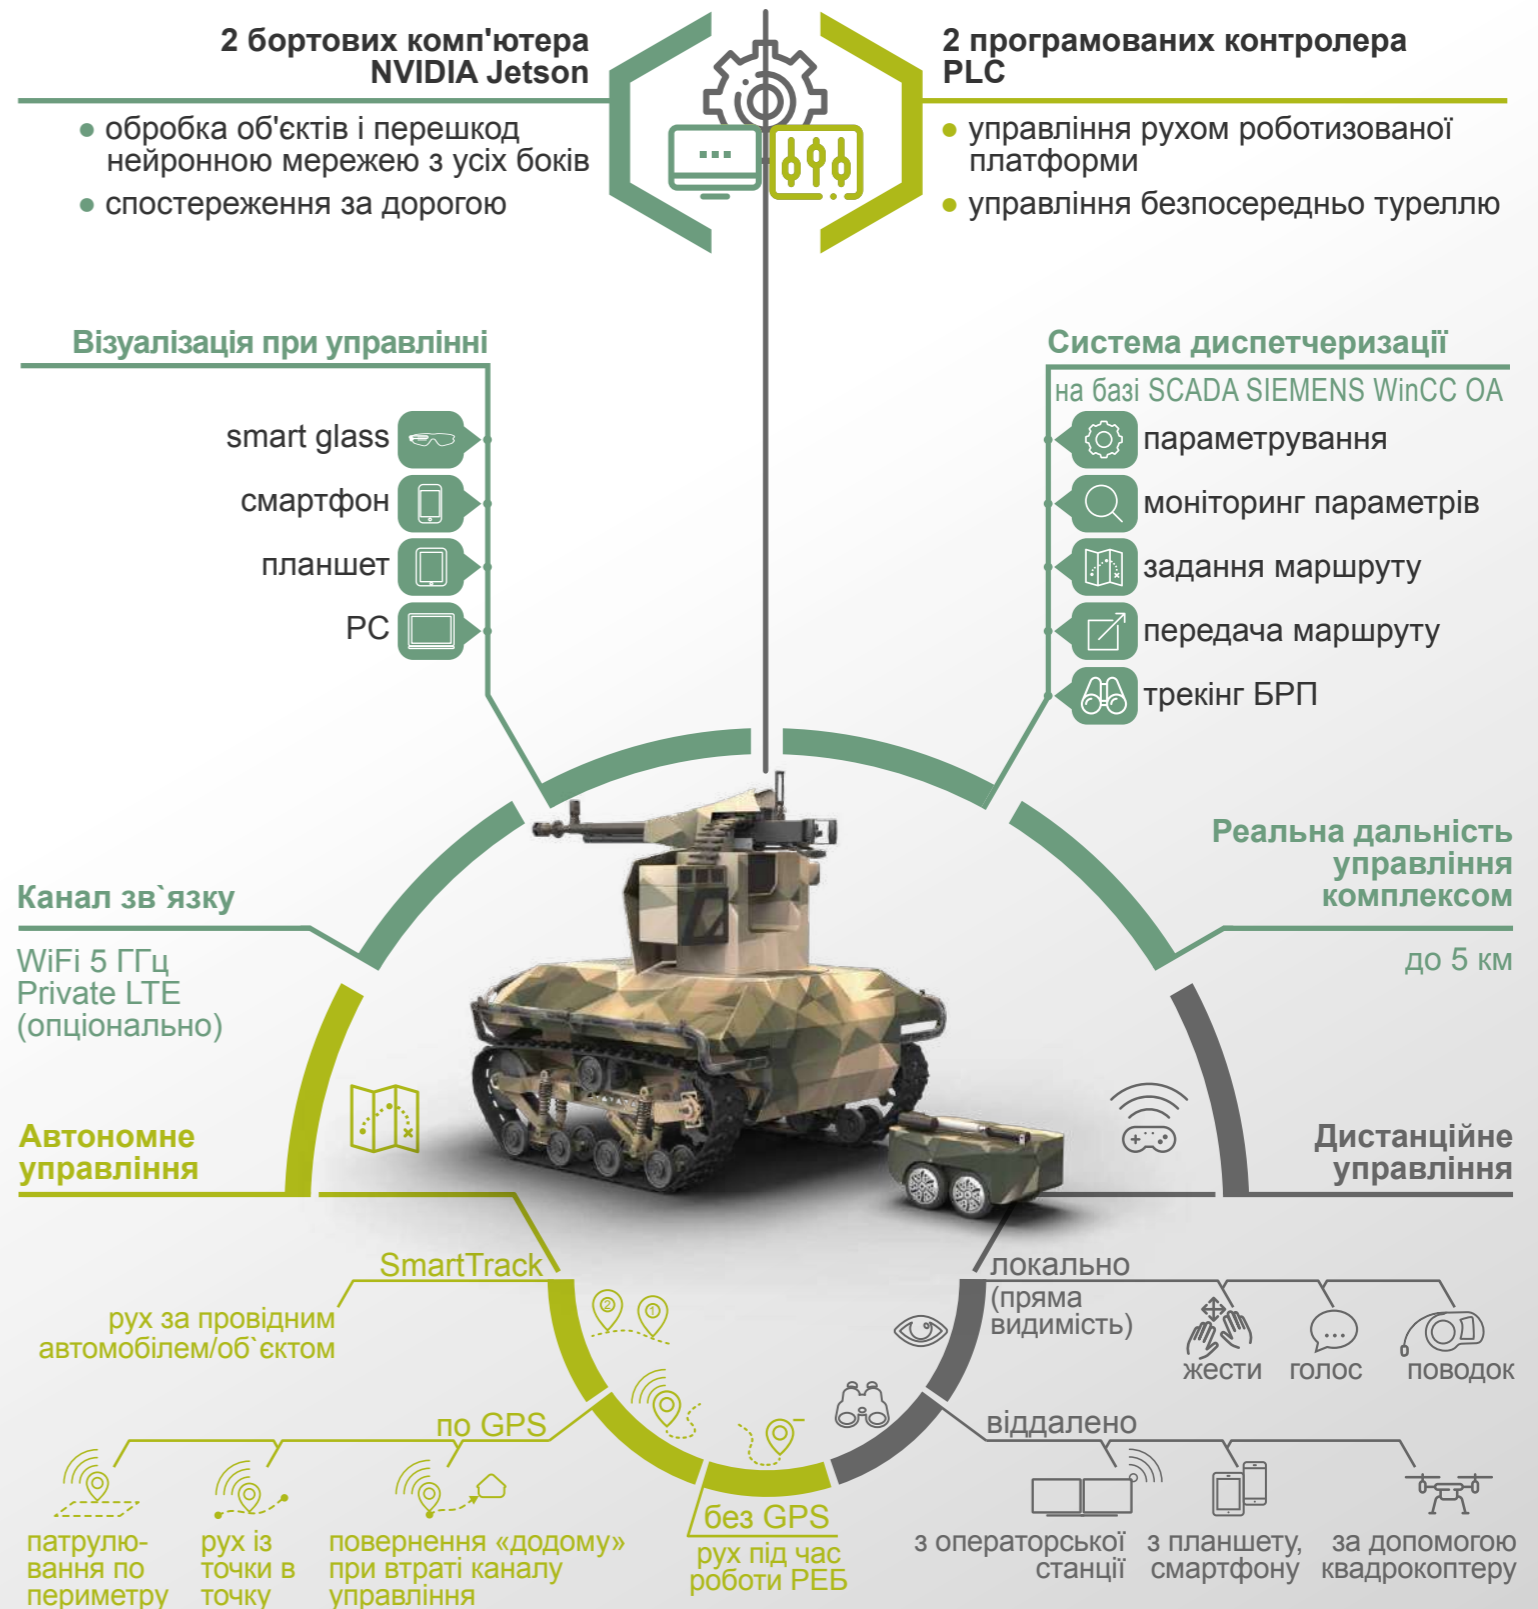 2 бортових комп'ютера
NVIDIA Jetson
обробка об'єктів і перешкод
нейронною мережею з усіх боків
спостереження за дорогою
2 програмованих контролера
PLC
управління рухом роботизованої
платформи
управління безпосередньо туреллю
Візуалізація при управлінні
smart glass
смартфон
планшет
PC
Система диспетчеризації
на базі SCADA SIEMENS WinCC OA
параметрування
моніторинг параметрів
задання маршруту
передача маршруту
трекінг БРП
Канал зв`язку
WiFi 5 ГГц
Private LTE
(опціонально)
Реальна дальність
управління
комплексом
до 5 км
Автономне
управління
SmartTrack
рух за провідним
автомобілем/об`єктом
2
1
по GPS
патрулю-
вання по
периметру
рух із
точки в
точку
повернення «додому»
при втраті каналу
управління
без GPS
рух під час
роботи РЕБ
Дистанційне
управління
локально
(пряма
видимість)
жести
голос
поводок
віддалено
з операторської
станції
з планшету,
смартфону
за допомогою
квадрокоптеру